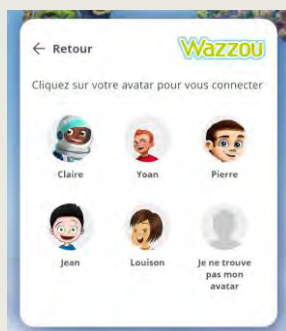 ← Retour
Wazzou
Cliquez sur votre avatar pour vous connecter
Claire
Yoan
Pierre
Jean
Louison
Je ne trouve
pas mon
avatar